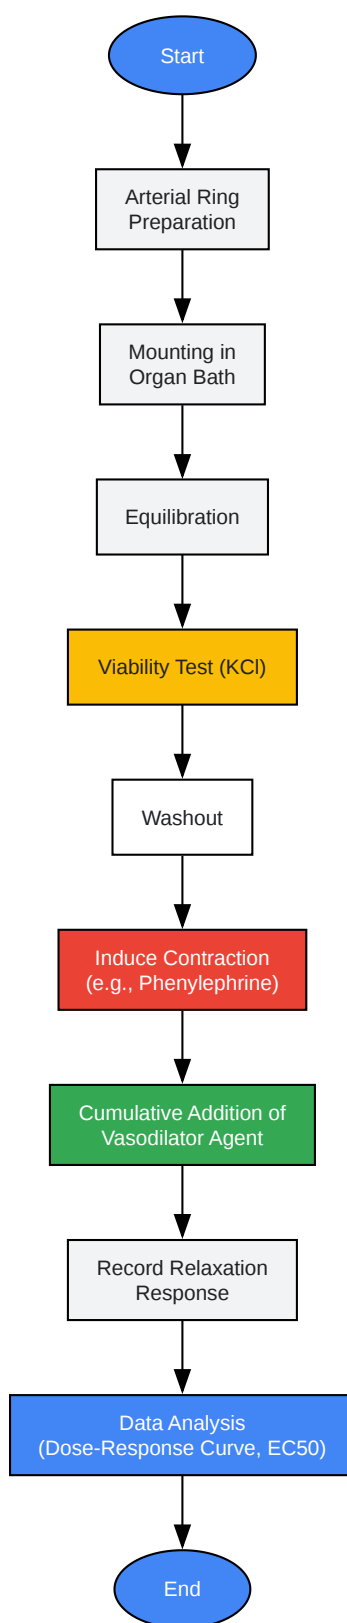 Start
Arterial Ring
Preparation
Mounting in
Organ Bath
Equilibration
Viability Test (KCl)
Washout
Induce Contraction
(e.g., Phenylephrine)
Cumulative Addition of
Vasodilator Agent
Record Relaxation
Response
Data Analysis
(Dose-Response Curve, EC50)
End